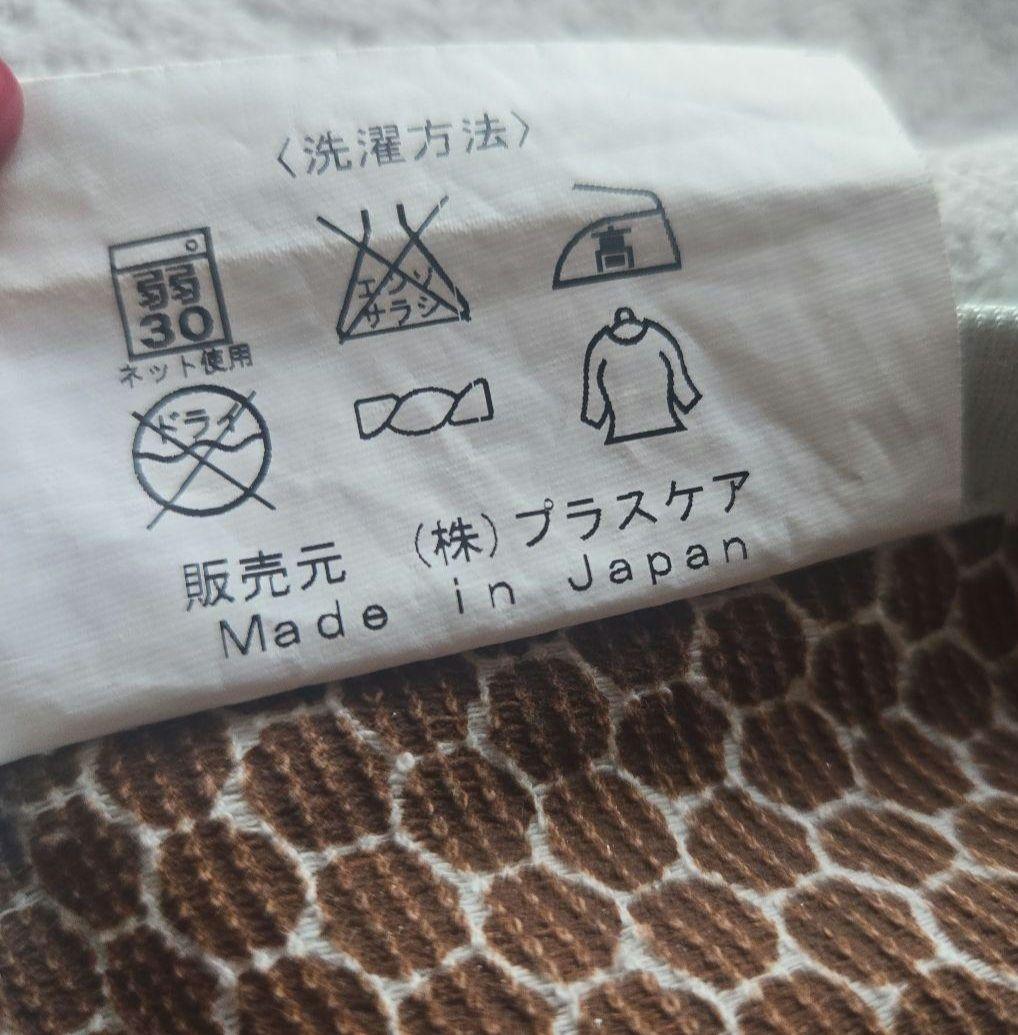 〈洗濯方法〉
弱
30
ネット使用
エンソ
サラシ
高
ドライ
販売元 (株)プラスケア
Made in Japan